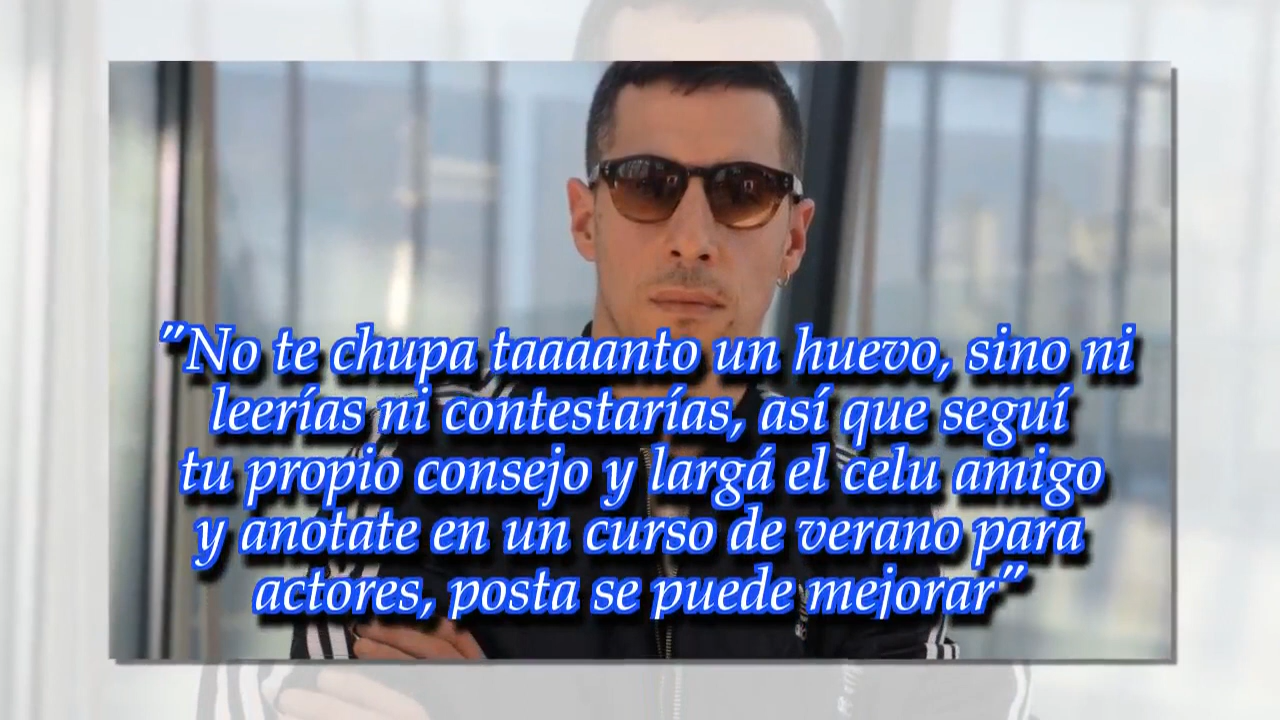 "No te chupa taaaanto un huevo, sino ni
leerías ni contestarías, así que seguí
tu propio consejo y largá el celu amigo
y anotate en un curso de verano para
actores, posta se puede mejorar"